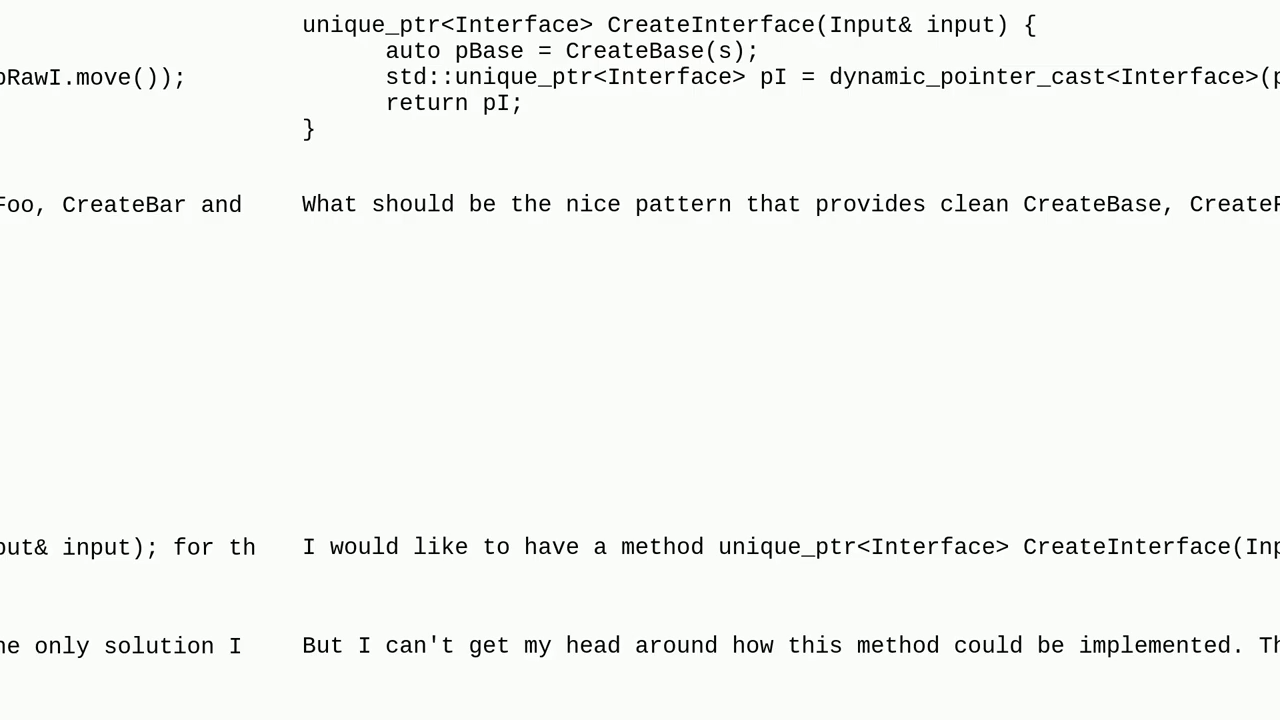 unique_ptr<Interface> CreateInterface(Input& input) {
auto pBase = CreateBase(s);
pRawI.move());
std::unique_ptr<Interface> pI = dynamic_pointer_cast<Interface>(p
return pI;
}
Foo, CreateBar and
What should be the nice pattern that provides clean CreateBase, CreateF
put& input); for th
I would like to have a method unique_ptr<Interface> CreateInterface(Inp
he only solution I
But I can't get my head around how this method could be implemented. Th